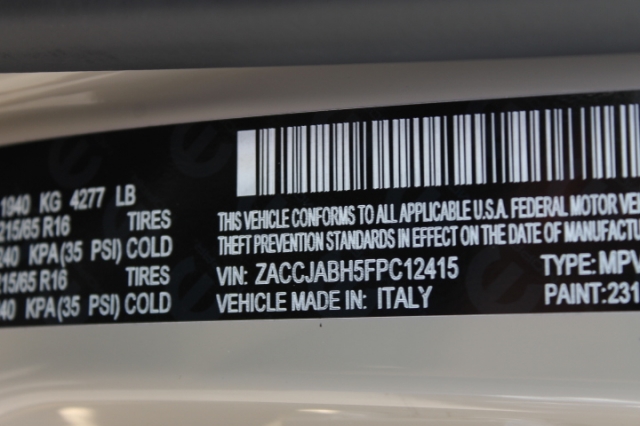 1940 KG 4277 LB
215/65 R16 TIRES
240 KPA(35 PSI) COLD
215/65 R16 TIRES
240 KPA(35 PSI) COLD
THIS VEHICLE CONFORMS TO ALL APPLICABLE U.S.A. FEDERAL MOTOR VE
THEFT PREVENTION STANDARDS IN EFFECT ON THE DATE OF MANUFACTUR
VIN: ZACCJABH5FPC12415 TYPE: MPV
VEHICLE MADE IN: ITALY PAINT: 231